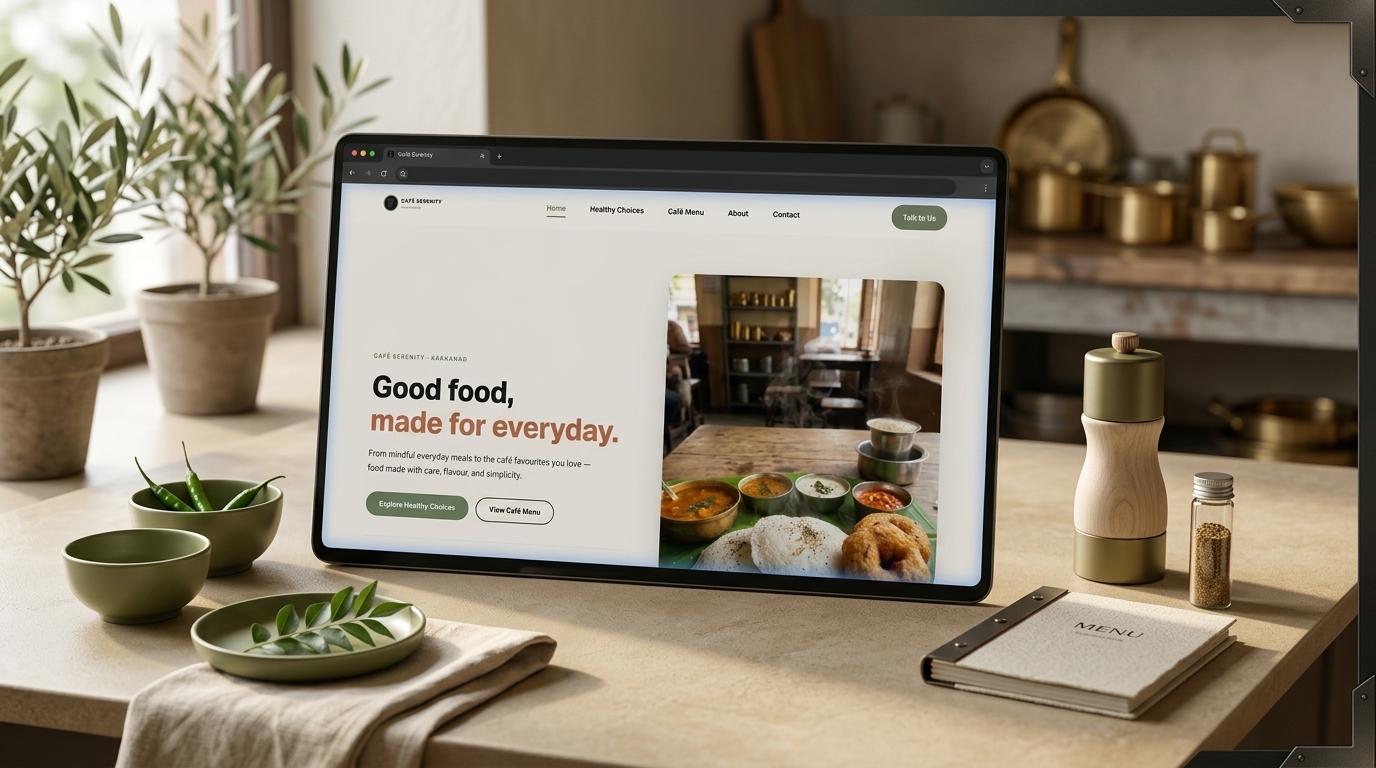 Café Serenity
CAFÉ SERENITY
Home
Healthy Choices
Café Menu
About
Contact
Talk to Us
CAFÉ SERENITY - KAAKANAD
Good food,
made for everyday.
From mindful everyday meals to the café favourites you love —
food made with care, flavour, and simplicity.
Explore Healthy Choices
View Café Menu
MENU